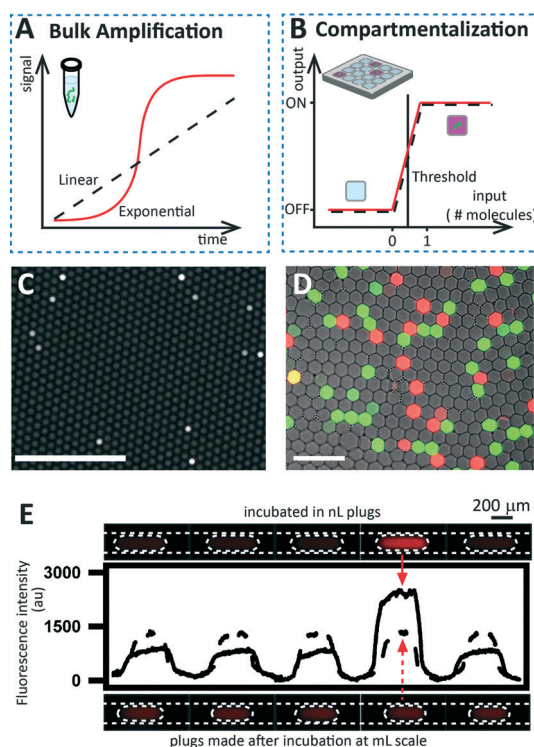 A Bulk Amplification
signal
Linear
Exponential
time
B Compartmentalization
output
ON
OFF
Threshold
input
( # molecules)
0
1
C
D
E
incubated in nL plugs
200 µm
Fluorescence intensity
(au)
3000
1500
0
plugs made after incubation at mL scale